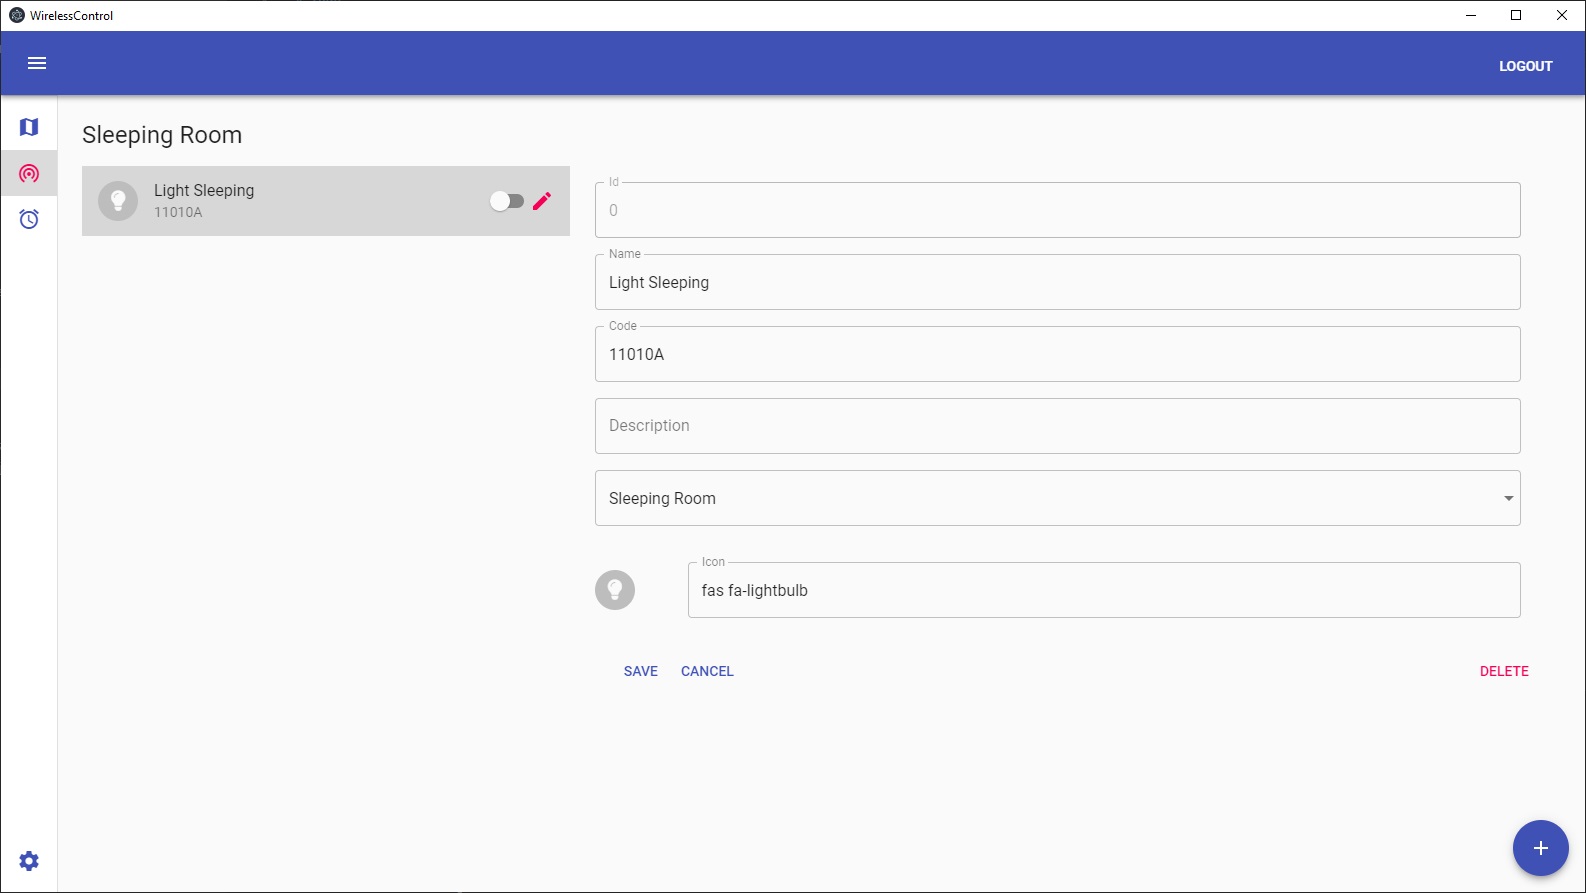 WirelessControl
LOGOUT
Sleeping Room
Light Sleeping
11010A
Id
0
Name
Light Sleeping
Code
11010A
Description
Sleeping Room
Icon
fas fa-lightbulb
SAVE CANCEL DELETE